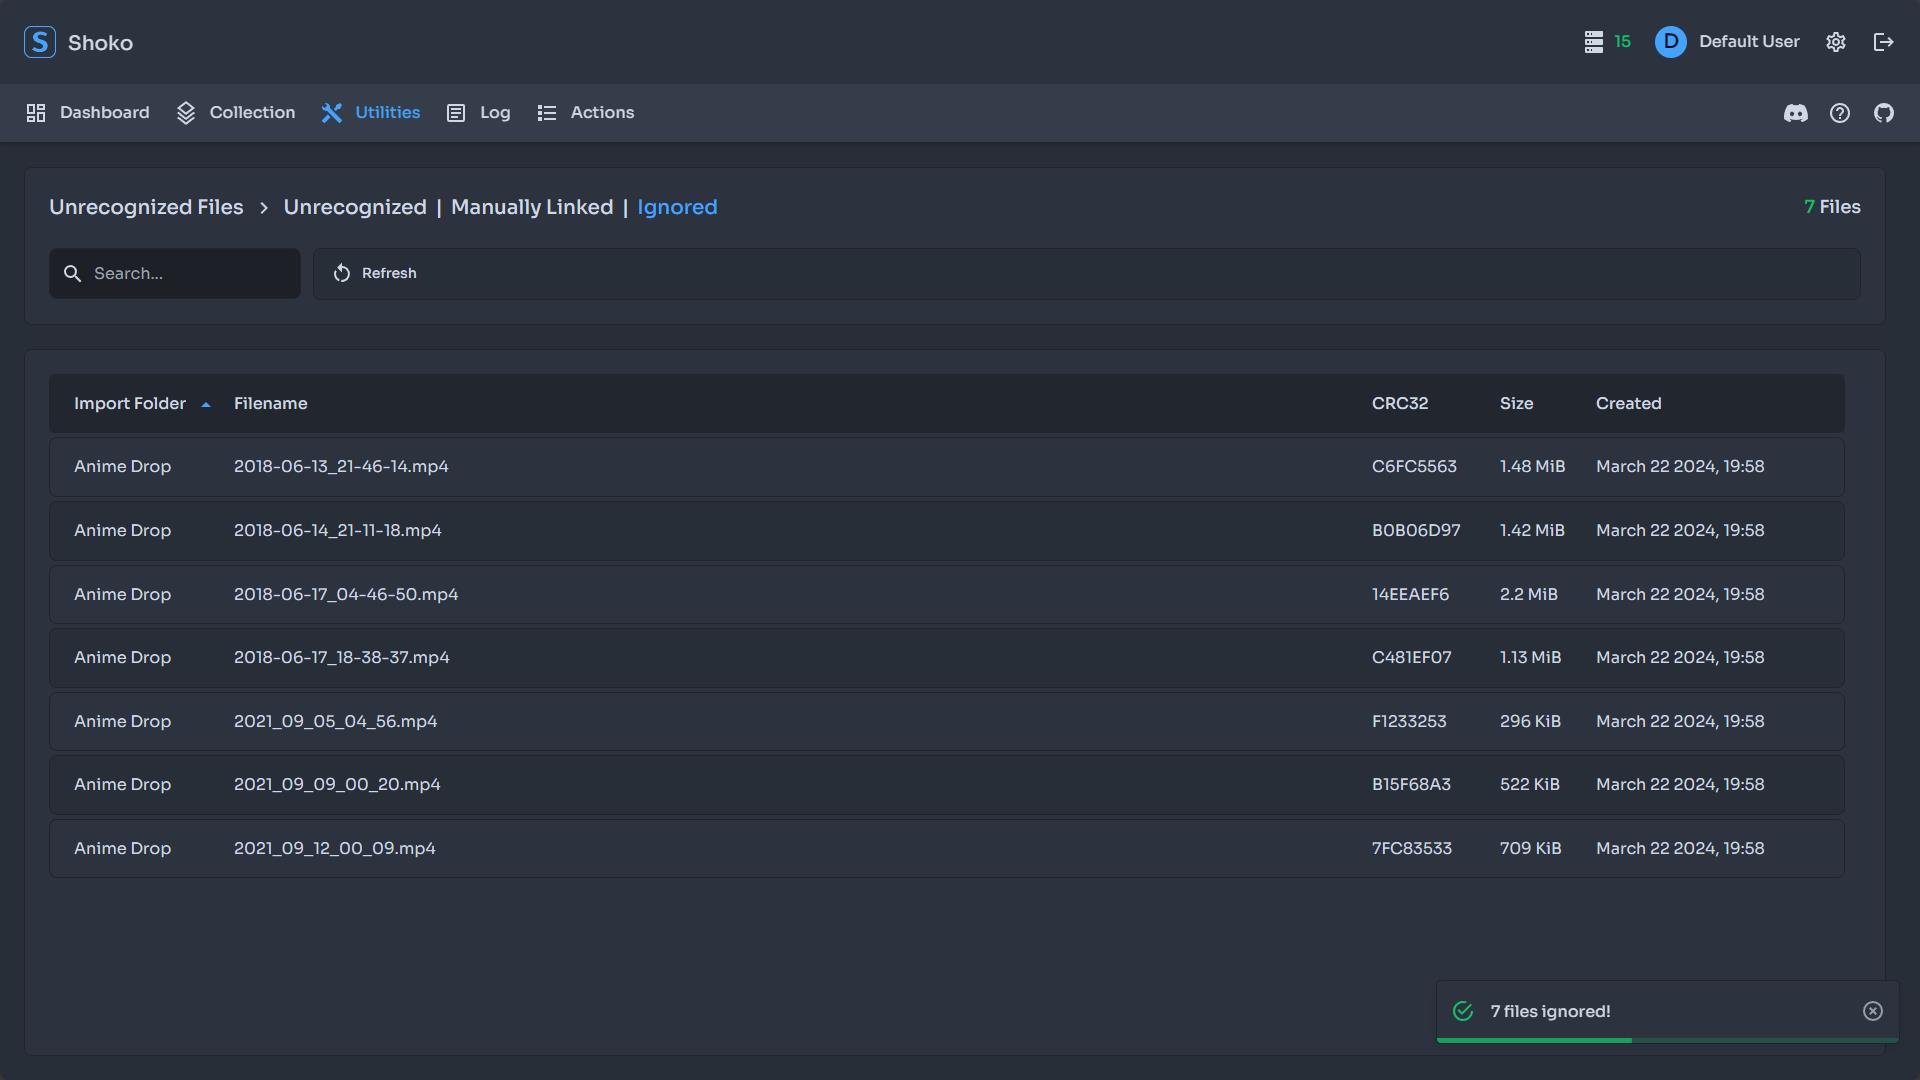 S Shoko
15
D Default User
Dashboard Collection Utilities Log Actions
Unrecognized Files > Unrecognized | Manually Linked | Ignored
7 Files
Search...
Refresh
Import Folder Filename CRC32 Size Created
Anime Drop 2018-06-13_21-46-14.mp4 C6FC5563 1.48 MiB March 22 2024, 19:58
Anime Drop 2018-06-14_21-11-18.mp4 B0B06D97 1.42 MiB March 22 2024, 19:58
Anime Drop 2018-06-17_04-46-50.mp4 14EEAEF6 2.2 MiB March 22 2024, 19:58
Anime Drop 2018-06-17_18-38-37.mp4 C481EF07 1.13 MiB March 22 2024, 19:58
Anime Drop 2021_09_05_04_56.mp4 F1233253 296 KiB March 22 2024, 19:58
Anime Drop 2021_09_09_00_20.mp4 B15F68A3 522 KiB March 22 2024, 19:58
Anime Drop 2021_09_12_00_09.mp4 7FC83533 709 KiB March 22 2024, 19:58
7 files ignored!